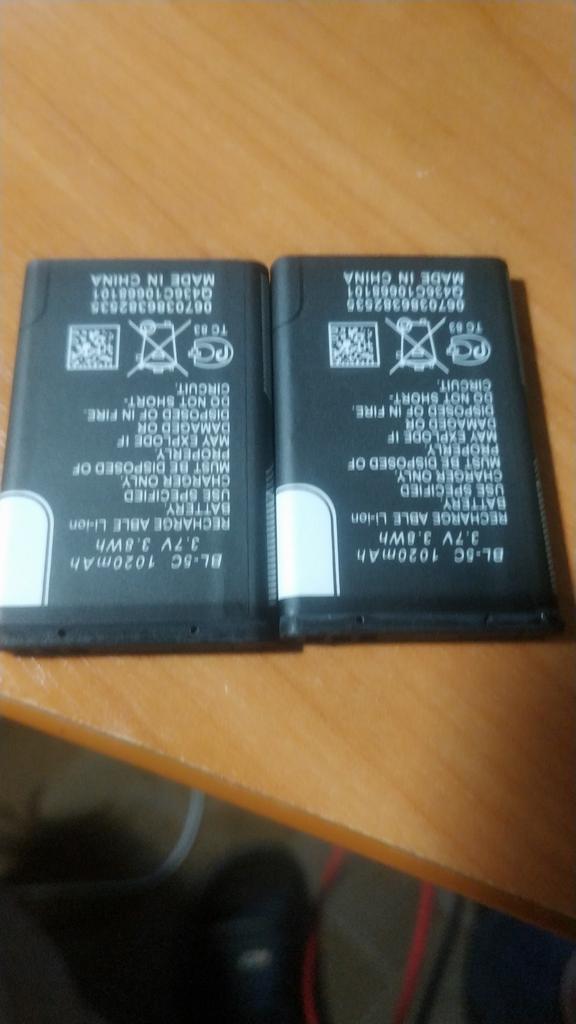 BL-5C 1020mAh
3.7V 3.8Wh
RECHARGE ABLE Li-ion
BATTERY
USE SPECIFIED
CHARGER ONLY.
MUST BE DISPOSED OF
PROPERLY
MAY EXPLODE IF
DAMAGED OR
DISPOSED OF IN FIRE.
DO NOT SHORT-
CIRCUIT.
TC 83
0670386382635
Q436C10668101
MADE IN CHINA
BL-5C 1020mAh
3.7V 3.8Wh
RECHARGE ABLE Li-ion
BATTERY
USE SPECIFIED
CHARGER ONLY.
MUST BE DISPOSED OF
PROPERLY
MAY EXPLODE IF
DAMAGED OR
DISPOSED OF IN FIRE.
DO NOT SHORT-
CIRCUIT.
TC 83
0670386382635
Q436C10668101
MADE IN CHINA